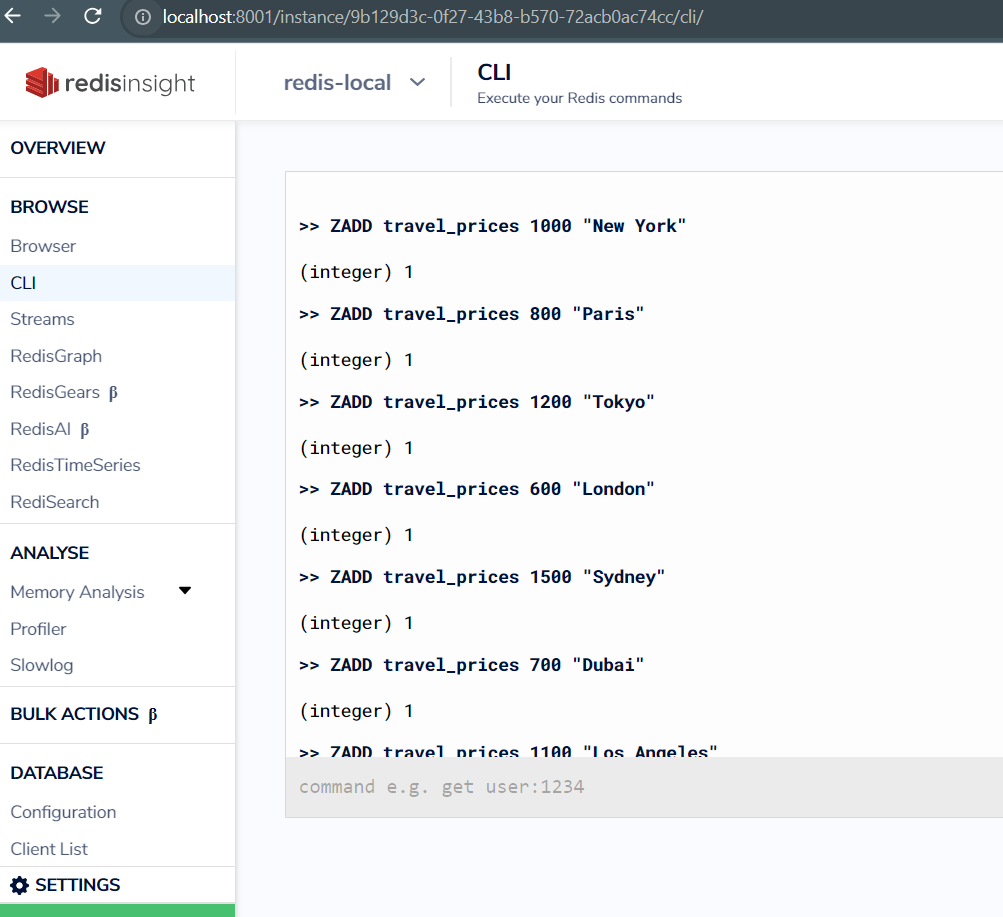 localhost:8001/instance/9b129d3c-0f27-43b8-b570-72acb0ac74cc/cli/
redisinsight
redis-local
CLI
Execute your Redis commands
OVERVIEW
BROWSE
Browser
CLI
Streams
RedisGraph
RedisGears β
RedisAI β
RedisTimeSeries
RediSearch
ANALYSE
Memory Analysis
Profiler
Slowlog
BULK ACTIONS β
DATABASE
Configuration
Client List
SETTINGS
>> ZADD travel_prices 1000 "New York"
(integer) 1
>> ZADD travel_prices 800 "Paris"
(integer) 1
>> ZADD travel_prices 1200 "Tokyo"
(integer) 1
>> ZADD travel_prices 600 "London"
(integer) 1
>> ZADD travel_prices 1500 "Sydney"
(integer) 1
>> ZADD travel_prices 700 "Dubai"
(integer) 1
>> ZADD travel_prices 1100 "Los Angeles"
command e.g. get user:1234